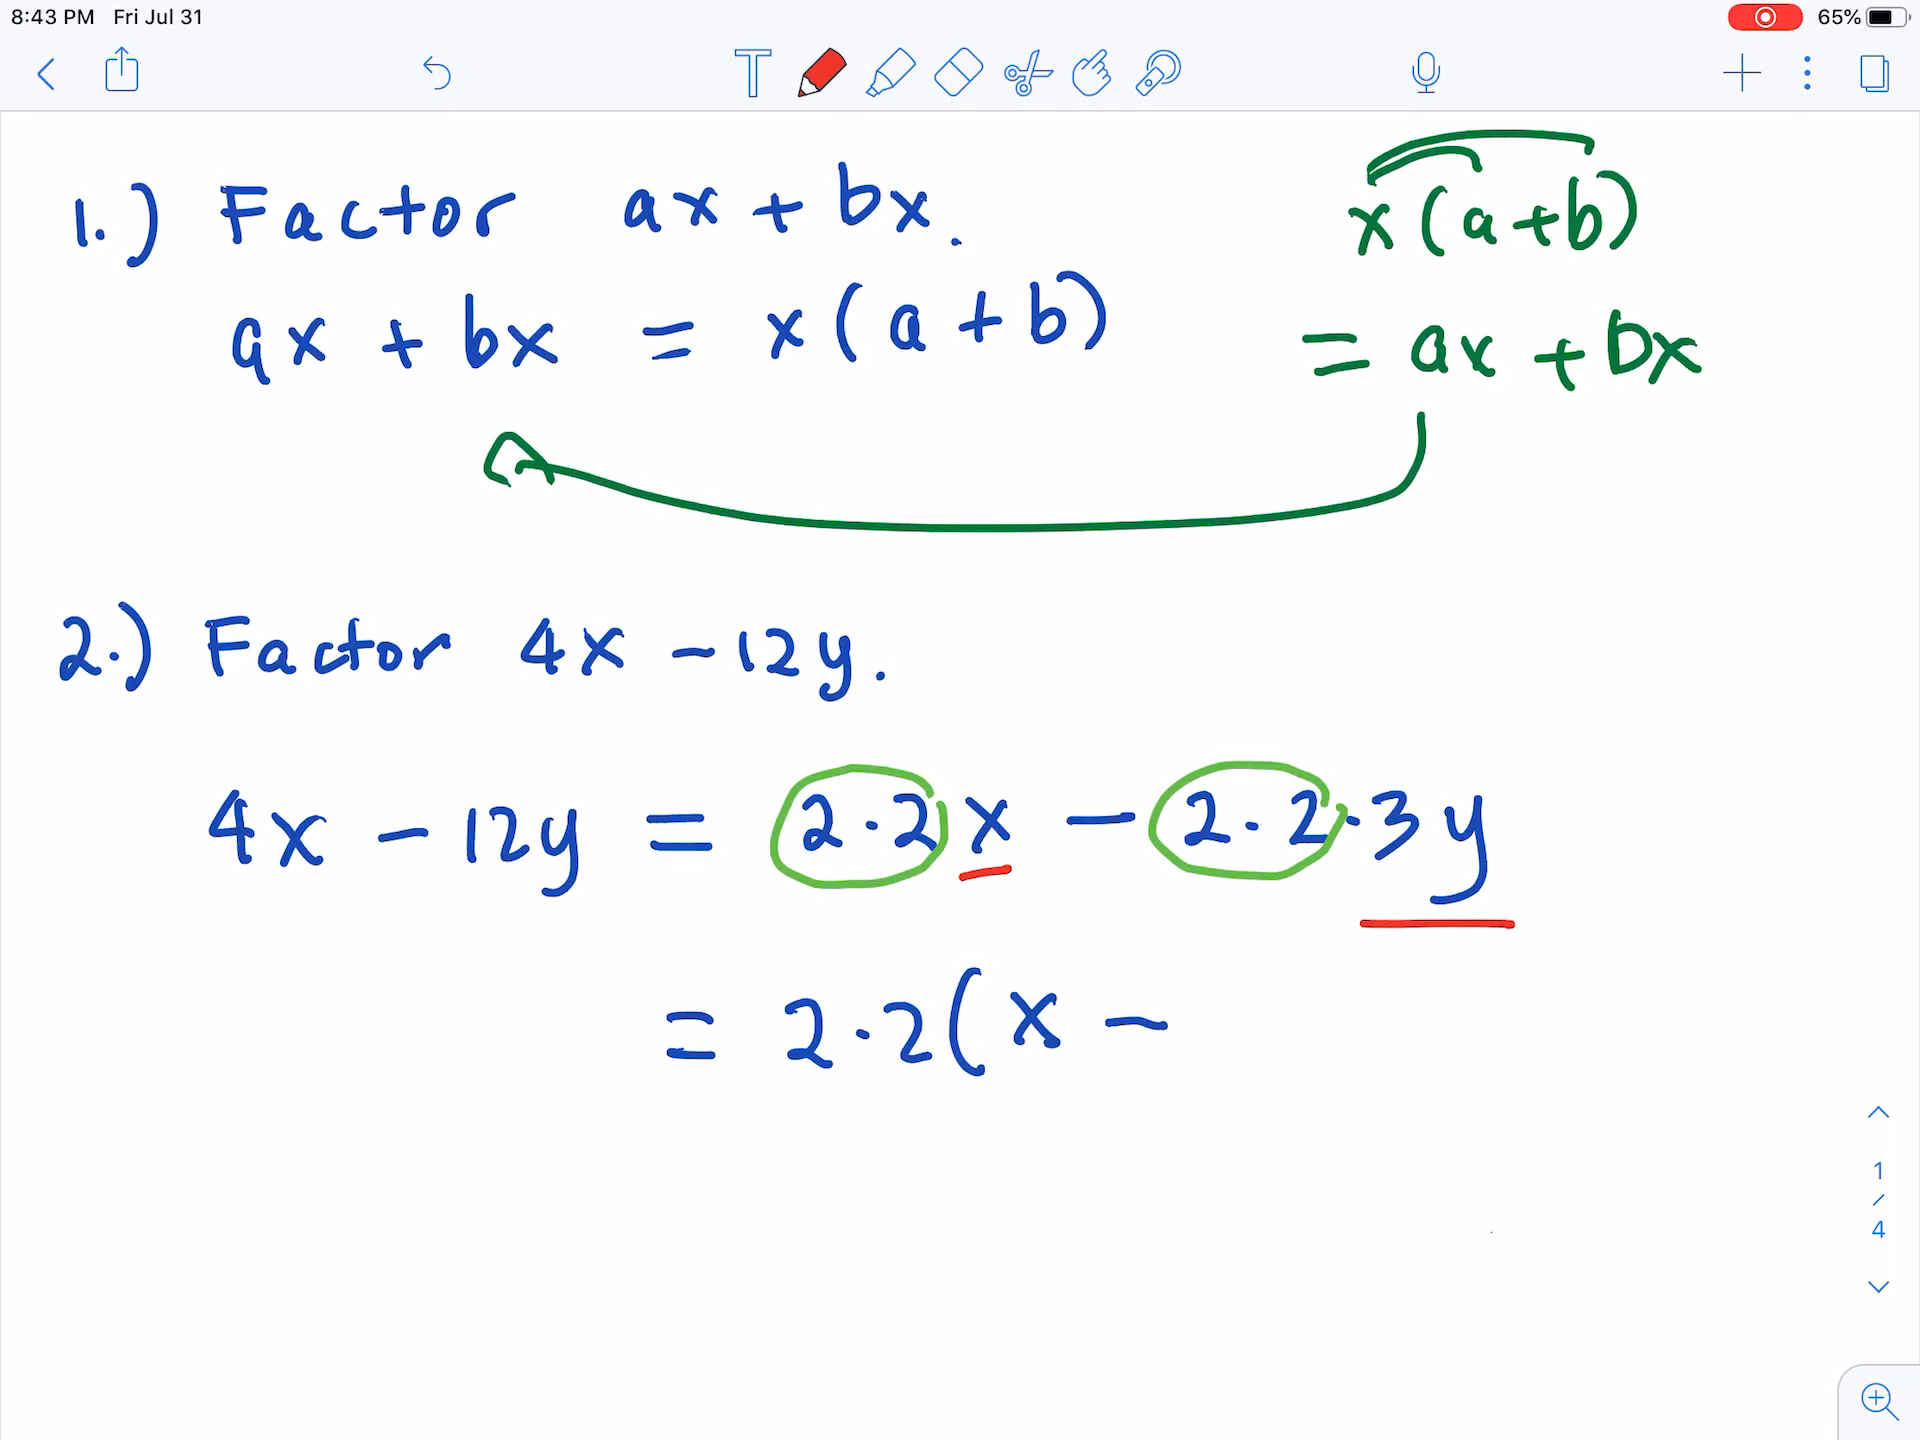 8:43 PM Fri Jul 31 65%
T
1.) Factor ax + bx.
x(a+b)
ax + bx = x(a+b)
= ax + bx
2.) Factor 4x - 12y.
4x - 12y = 2·2x - 2·2·3y
= 2·2(x -
1
/
4